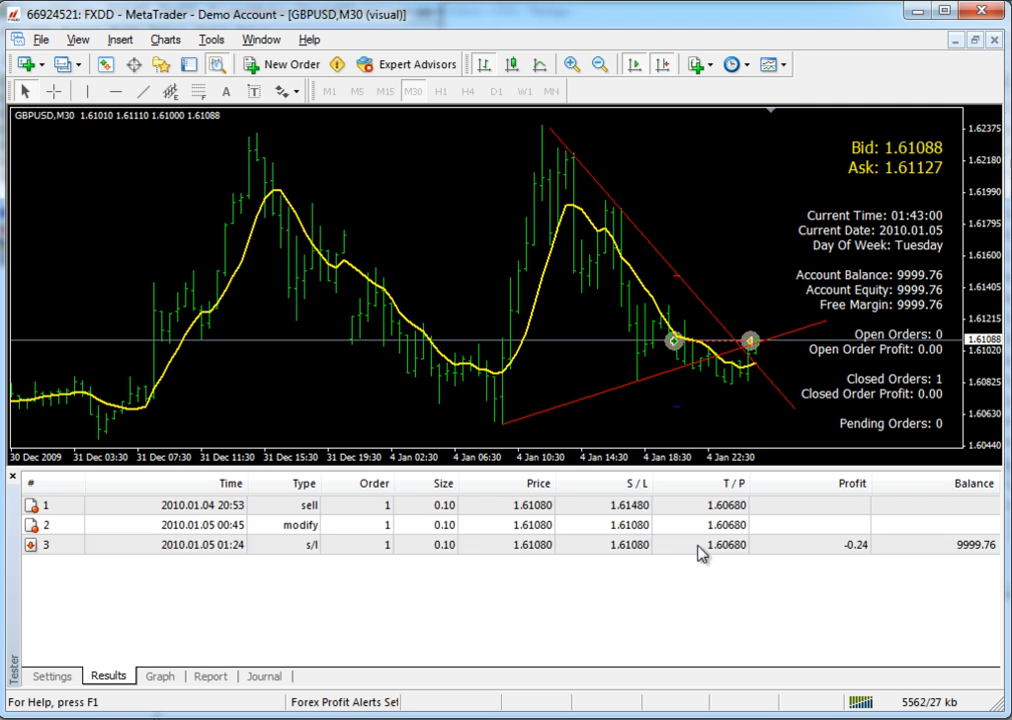 66924521: FXDD - MetaTrader - Demo Account - [GBPUSD,M30 (visual)]
File View Insert Charts Tools Window Help
New Order Expert Advisors
A T M1 M5 M15 M30 H1 H4 D1 W1 MN
GBPUSD,M30 1.61010 1.61110 1.61000 1.61088
Bid: 1.61088
Ask: 1.61127
Current Time: 01:43:00
Current Date: 2010.01.05
Day Of Week: Tuesday
Account Balance: 9999.76
Account Equity: 9999.76
Free Margin: 9999.76
Open Orders: 0
Open Order Profit: 0.00
Closed Orders: 1
Closed Order Profit: 0.00
Pending Orders: 0
1.62375
1.62180
1.61990
1.61795
1.61600
1.61405
1.61215
1.61088
1.61020
1.60825
1.60630
1.60440
30 Dec 2009 31 Dec 03:30 31 Dec 07:30 31 Dec 11:30 31 Dec 15:30 31 Dec 19:30 4 Jan 02:30 4 Jan 06:30 4 Jan 10:30 4 Jan 14:30 4 Jan 18:30 4 Jan 22:30
# Time Type Order Size Price S / L T / P Profit Balance
1 2010.01.04 20:53 sell 1 0.10 1.61080 1.61480 1.60680
2 2010.01.05 00:45 modify 1 0.10 1.61080 1.61080 1.60680
3 2010.01.05 01:24 s/l 1 0.10 1.61080 1.61080 1.60680 -0.24 9999.76
Tester
Settings Results Graph Report Journal
For Help, press F1 Forex Profit Alerts Set 5562/27 kb